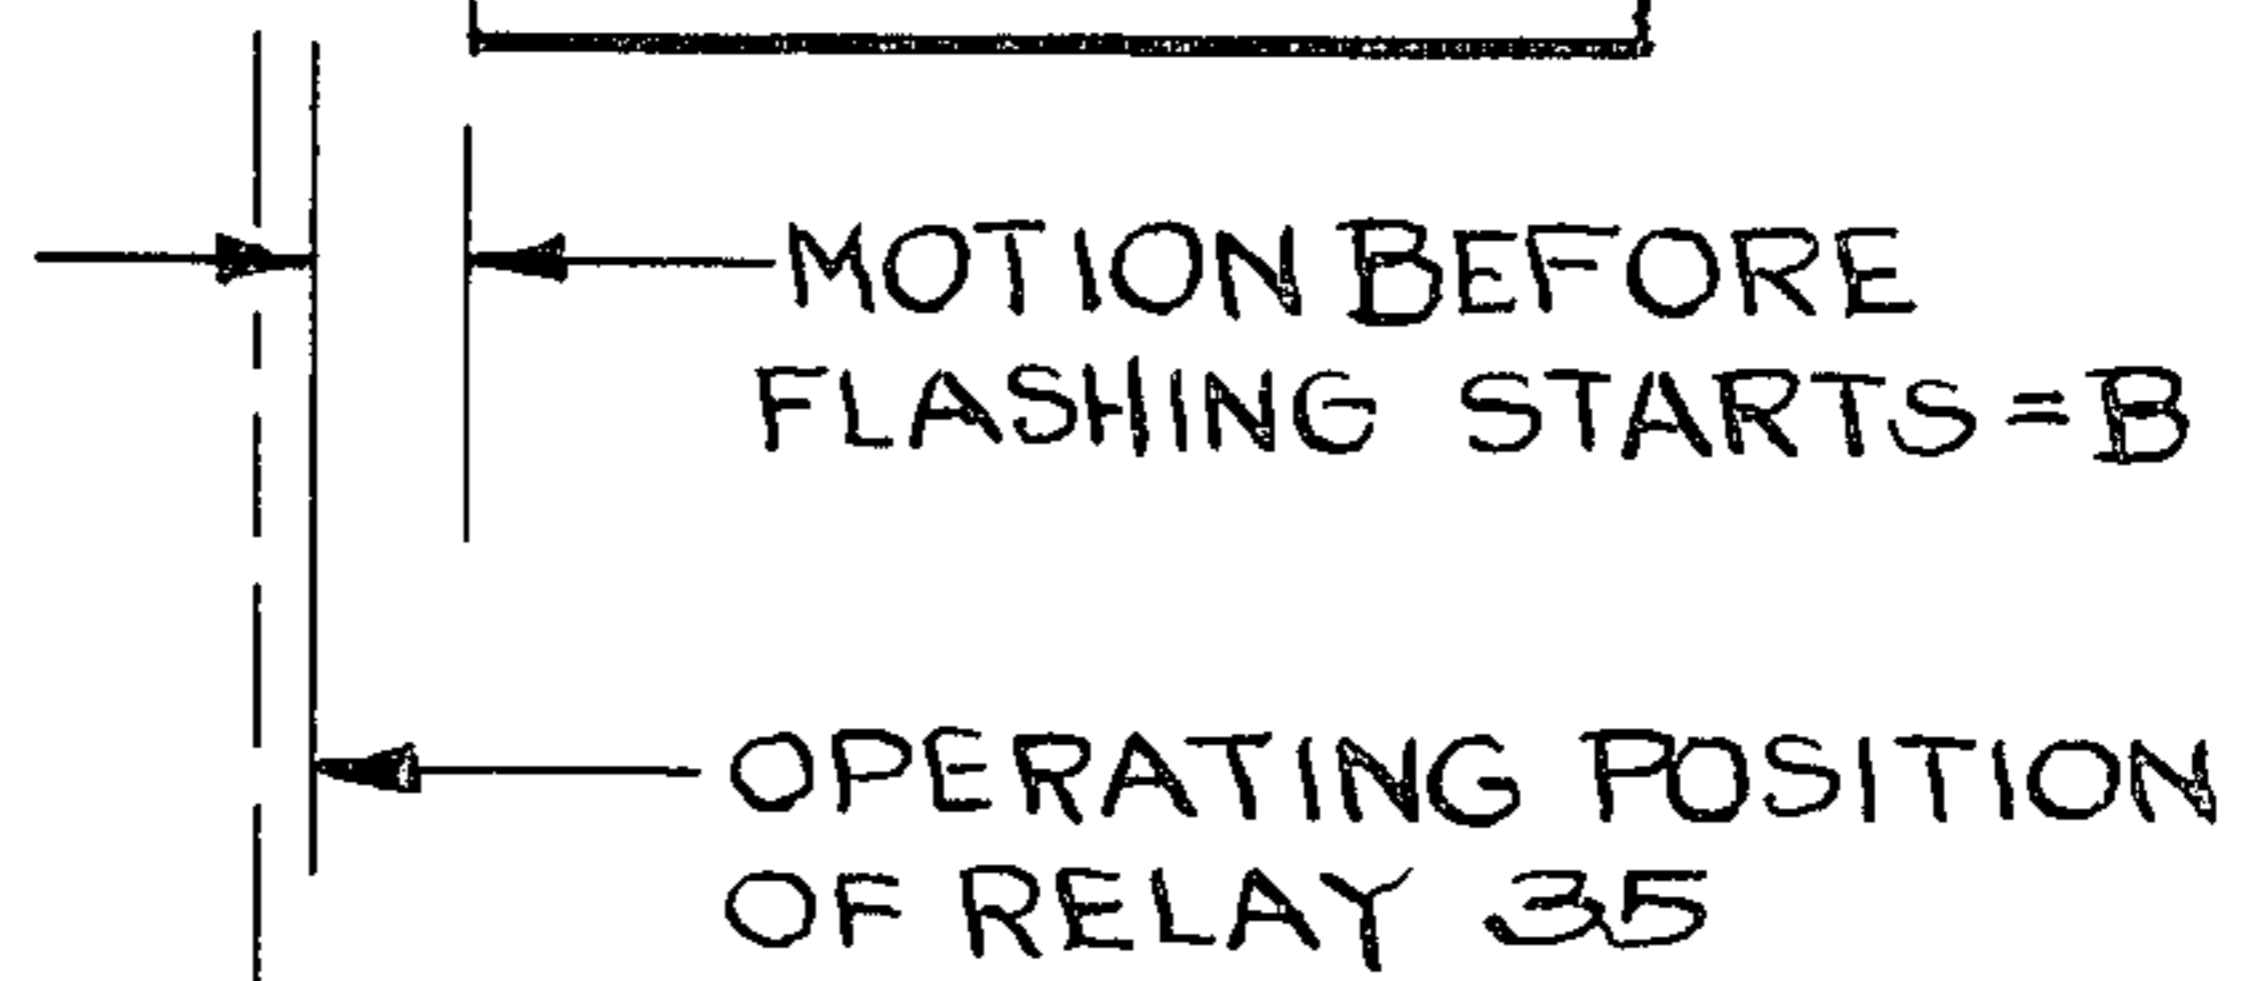 MOTION BEFORE
FLASHING STARTS = B
OPERATING POSITION
OF RELAY 35